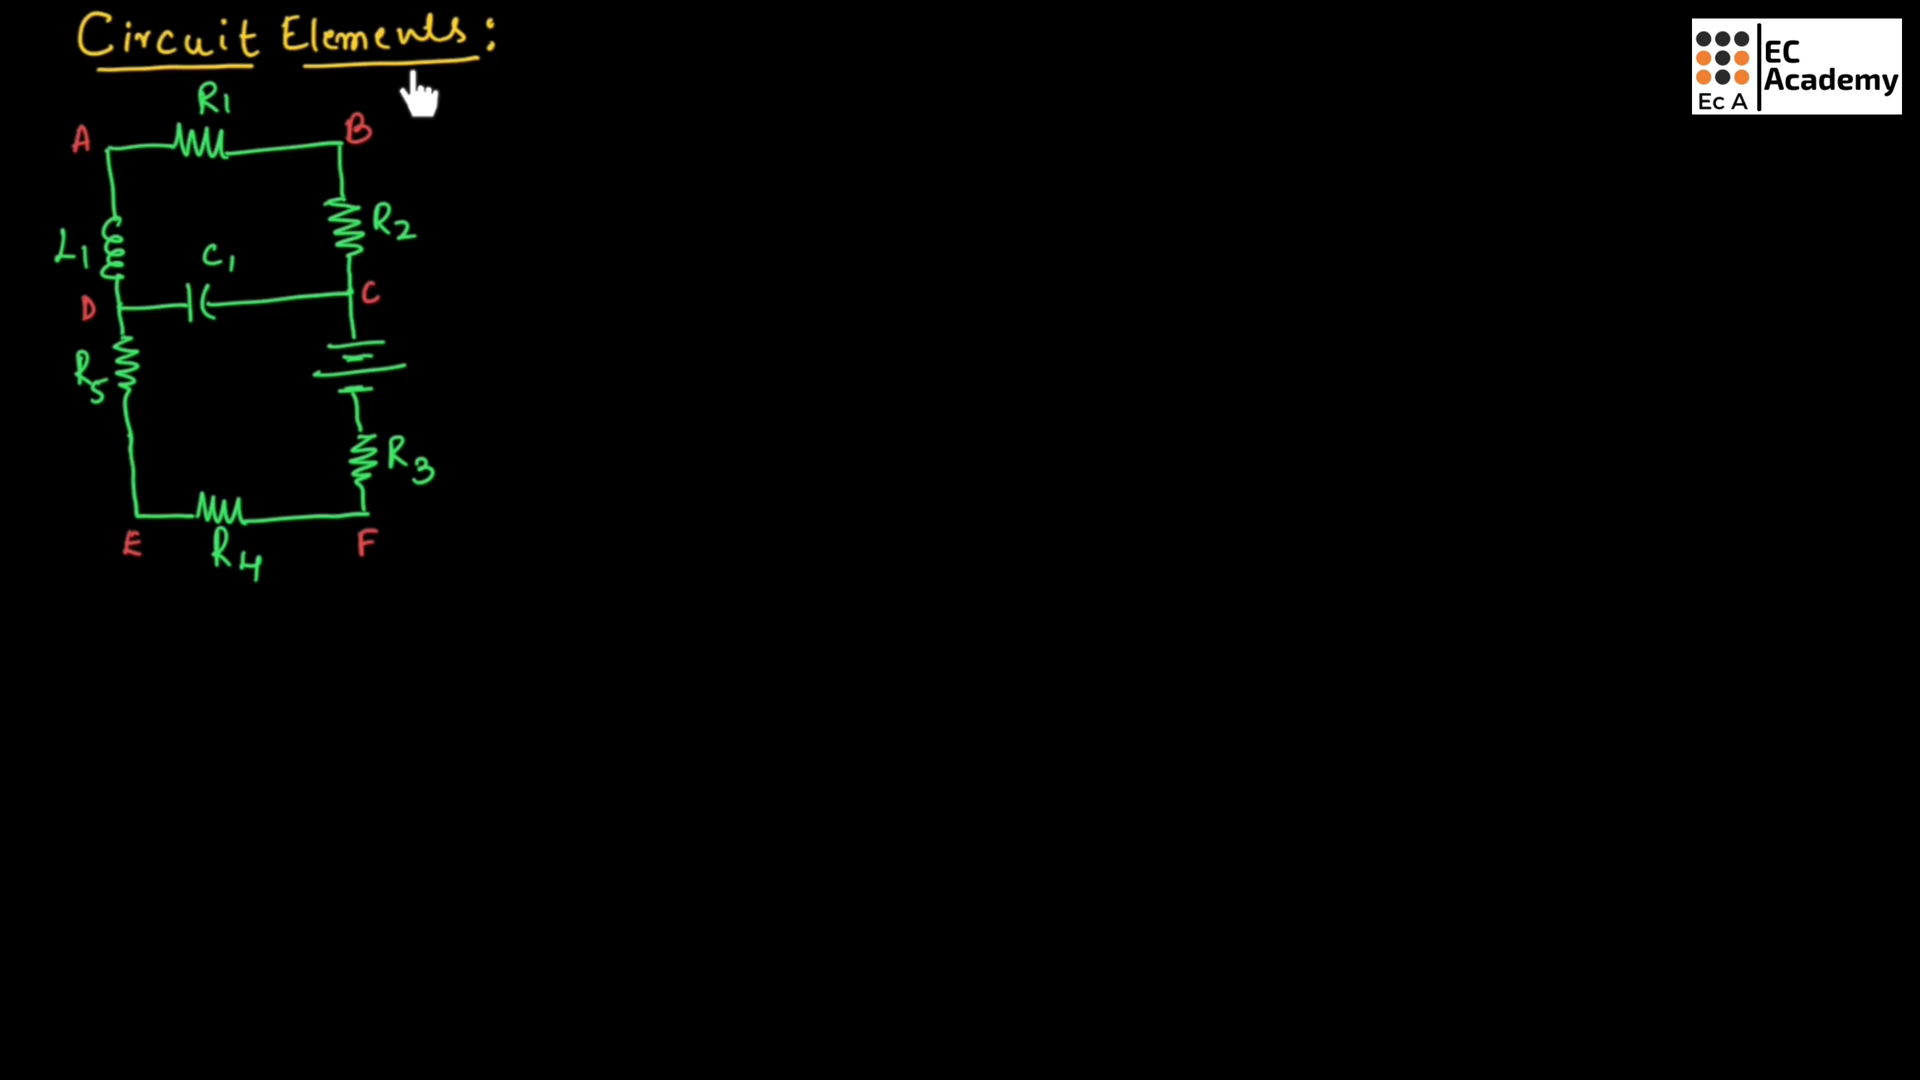 Circuit Elements:
EC
Academy
Ec A
R1
A
B
R2
L1
C1
D
C
R5
R3
E
R4
F